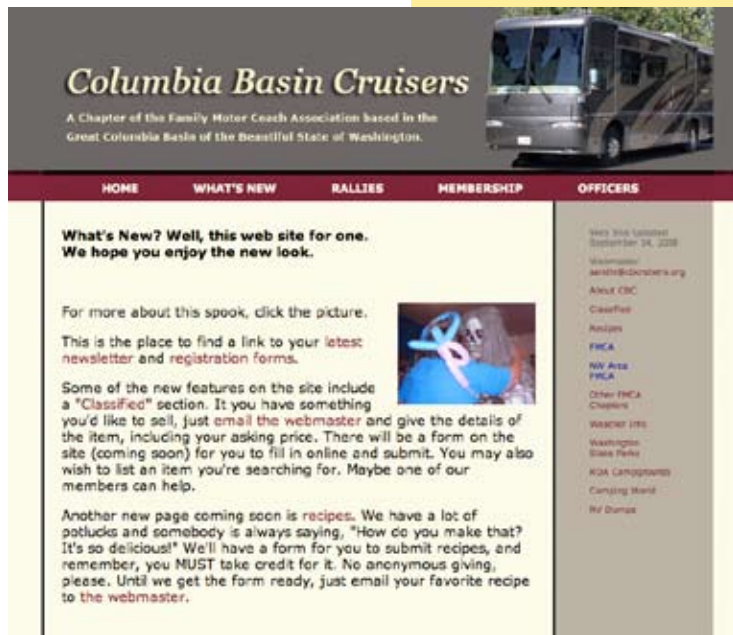 Columbia Basin Cruisers
A Chapter of the Family Motor Coach Association based in the
Great Columbia Basin of the Beautiful State of Washington.
HOME WHAT'S NEW RALLIES MEMBERSHIP OFFICERS
What's New? Well, this web site for one.
We hope you enjoy the new look.
For more about this spook, click the picture.
This is the place to find a link to your latest
newsletter and registration forms.
Some of the new features on the site include
a "Classified" section. It you have something
you'd like to sell, just email the webmaster and give the details of
the item, including your asking price. There will be a form on the
site (coming soon) for you to fill in online and submit. You may also
wish to list an item you're searching for. Maybe one of our
members can help.
Another new page coming soon is recipes. We have a lot of
potlucks and somebody is always saying, "How do you make that?
It's so delicious!" We'll have a form for you to submit recipes, and
remember, you MUST take credit for it. No anonymous giving,
please. Until we get the form ready, just email your favorite recipe
to the webmaster.
Web Site Updated
September 14, 2008
Webmaster
About CBC
Classified
Recipes
FMCA
NW Area
FMCA
Other FMCA
Chapters
Weather Info
Washington
State Parks
KOA Campgrounds
Camping World
RV Dumps